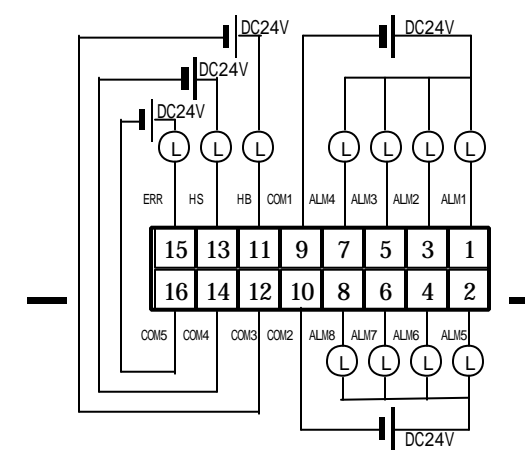 DC24V DC24V
DC24V
DC24V
L L L L L L L
ERR HS HB COM1 ALM4 ALM3 ALM2 ALM1
15 13 11 9 7 5 3 1
16 14 12 10 8 6 4 2
COM5 COM4 COM3 COM2 ALM8 ALM7 ALM6 ALM5
L L L L
DC24V